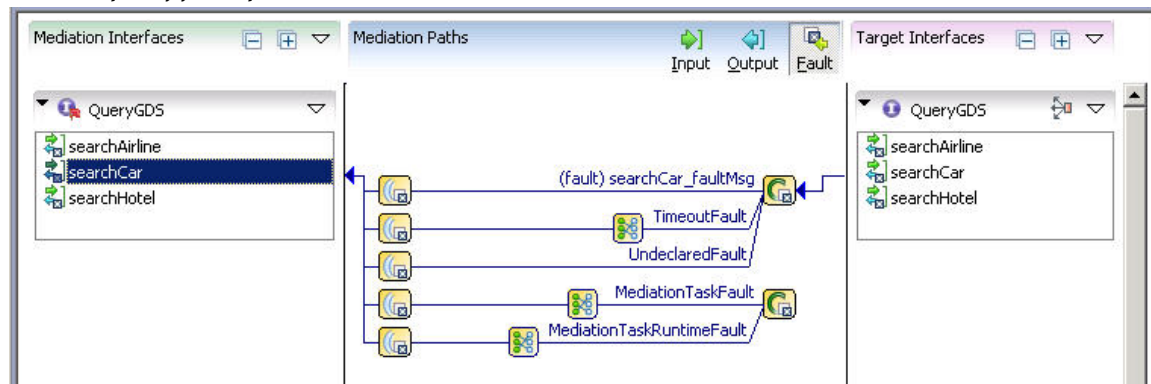 Mediation Interfaces
Mediation Paths
Input Output Fault
Target Interfaces
QueryGDS
searchAirline
searchCar
searchHotel
(fault) searchCar_faultMsg
TimeoutFault
UndeclaredFault
MediationTaskFault
MediationTaskRuntimeFault
QueryGDS
searchAirline
searchCar
searchHotel